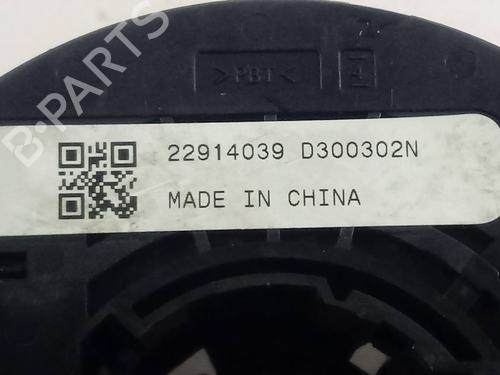 >PBT<
22914039 D300302N
MADE IN CHINA
B-PARTS